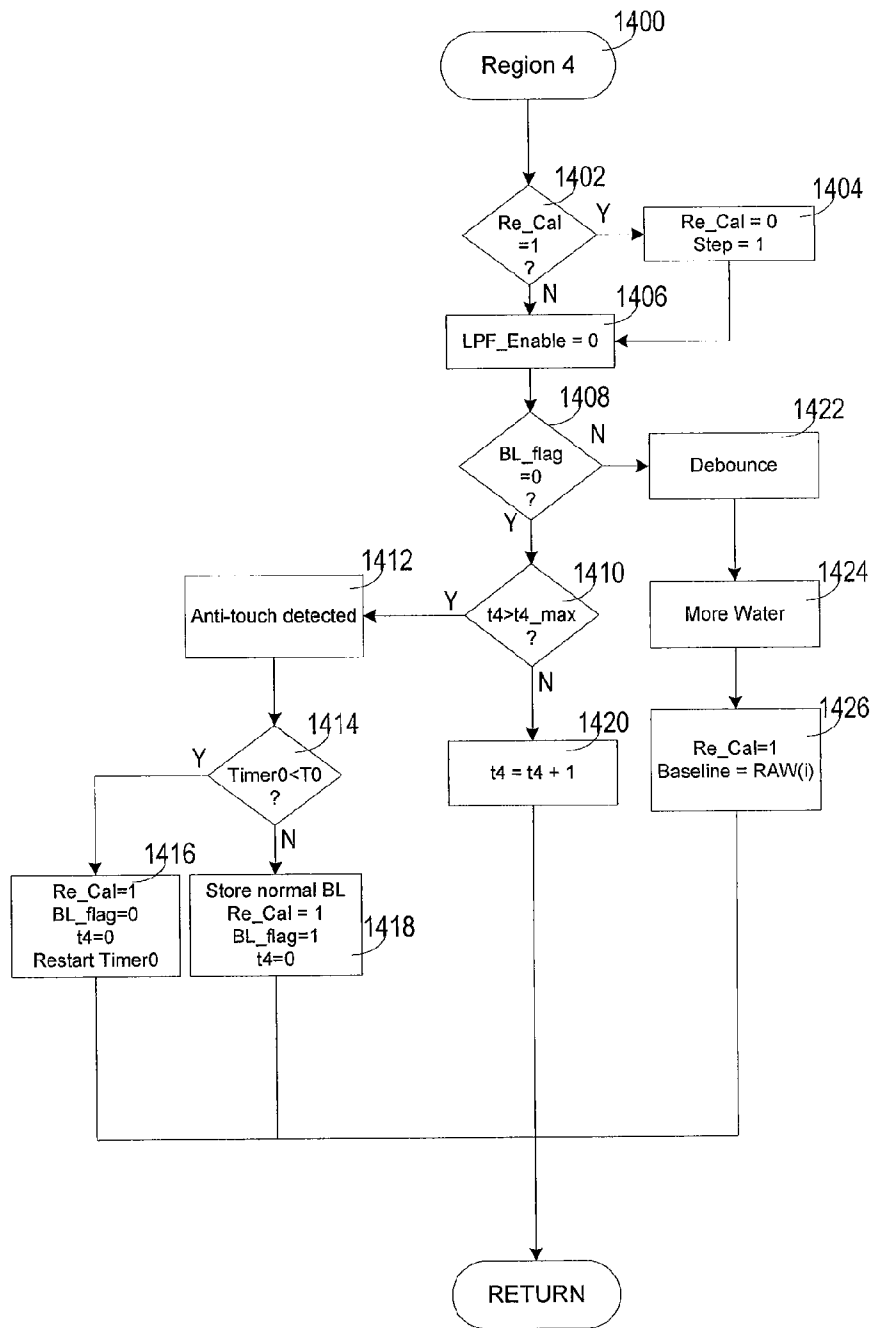 1400
Region 4
1402
Re_Cal
=1
?
Y
N
1404
Re_Cal = 0
Step = 1
1406
LPF_Enable = 0
1408
BL_flag
=0
?
N
Y
1422
Debounce
1410
t4>t4_max
?
Y
N
1412
Anti-touch detected
1424
More Water
1414
Timer0<T0
?
Y
N
1420
t4 = t4 + 1
1426
Re_Cal=1
Baseline = RAW(i)
1416
Re_Cal=1
BL_flag=0
t4=0
Restart Timer0
Store normal BL
Re_Cal = 1
BL_flag=1
t4=0
1418
RETURN